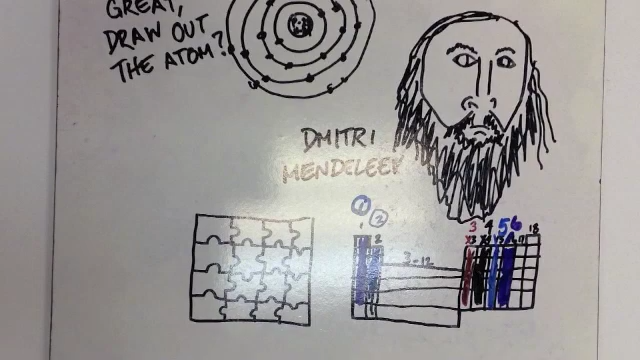 GREAT,
DRAW OUT
THE ATOM?
DMITRI
MENDELEEV
1 2
1 2 3-12
3 4 5 6 18